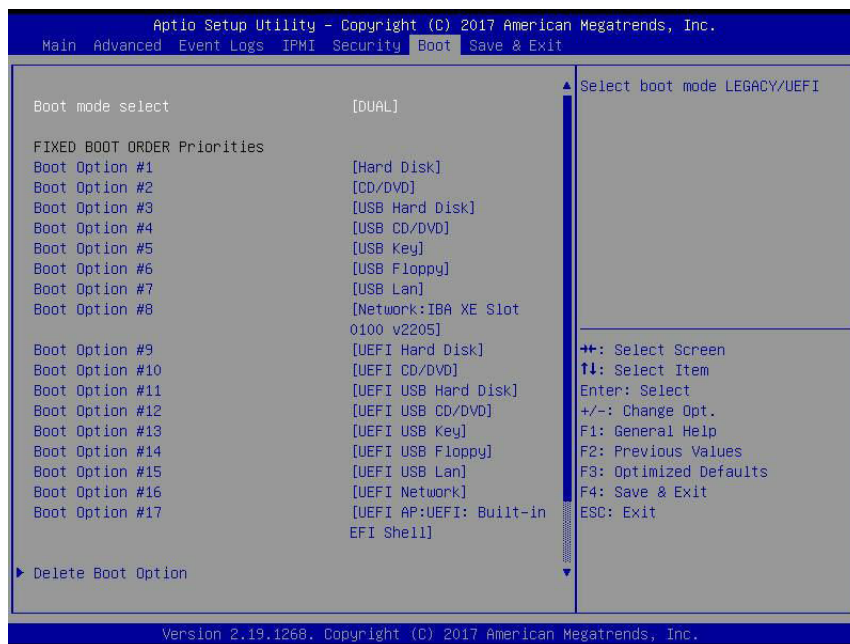 Aptio Setup Utility – Copyright (C) 2017 American Megatrends, Inc.
Main Advanced Event Logs IPMI Security Boot Save & Exit
Boot mode select [DUAL]
FIXED BOOT ORDER Priorities
Boot Option #1 [Hard Disk]
Boot Option #2 [CD/DVD]
Boot Option #3 [USB Hard Disk]
Boot Option #4 [USB CD/DVD]
Boot Option #5 [USB Key]
Boot Option #6 [USB Floppy]
Boot Option #7 [USB Lan]
Boot Option #8 [Network:IBA XE Slot
0100 v2205]
Boot Option #9 [UEFI Hard Disk]
Boot Option #10 [UEFI CD/DVD]
Boot Option #11 [UEFI USB Hard Disk]
Boot Option #12 [UEFI USB CD/DVD]
Boot Option #13 [UEFI USB Key]
Boot Option #14 [UEFI USB Floppy]
Boot Option #15 [UEFI USB Lan]
Boot Option #16 [UEFI Network]
Boot Option #17 [UEFI AP:UEFI: Built-in
EFI Shell]
Delete Boot Option
Select boot mode LEGACY/UEFI
→←: Select Screen
↑↓: Select Item
Enter: Select
+/-: Change Opt.
F1: General Help
F2: Previous Values
F3: Optimized Defaults
F4: Save & Exit
ESC: Exit
Version 2.19.1268. Copyright (C) 2017 American Megatrends, Inc.